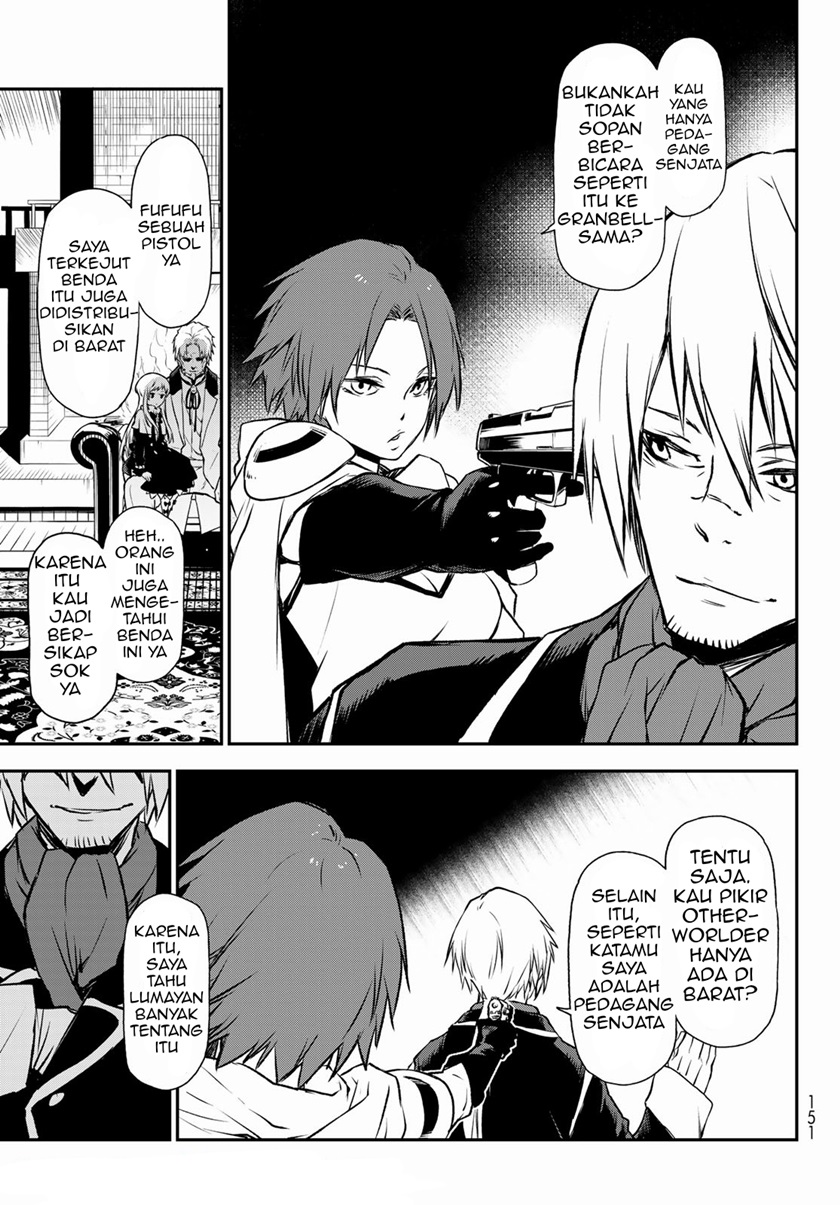 KAU
YANG
HANYA
PEDA-
GANG
SENJATA
BUKANKAH
TIDAK
SOPAN
BER-
BICARA
SEPERTI
ITU KE
GRANBELL-
SAMA?
FUFUFU
SEBUAH
PISTOL
YA
SAYA
TERKEJUT
BENDA
ITU JUGA
DIDISTRIBU-
SIKAN
DI BARAT
HEH..
ORANG
INI
JUGA
MENGE-
TAHUI
BENDA
INI YA
KARENA
ITU
KAU
JADI
BER-
SIKAP
SOK
YA
TENTU
SAJA.
KAU PIKIR
OTHER-
WORLDER
HANYA
ADA DI
BARAT?
SELAIN
ITU,
SEPERTI
KATAMU
SAYA
ADALAH
PEDAGANG
SENJATA
KARENA
ITU,
SAYA
TAHU
LUMAYAN
BANYAK
TENTANG
ITU
151